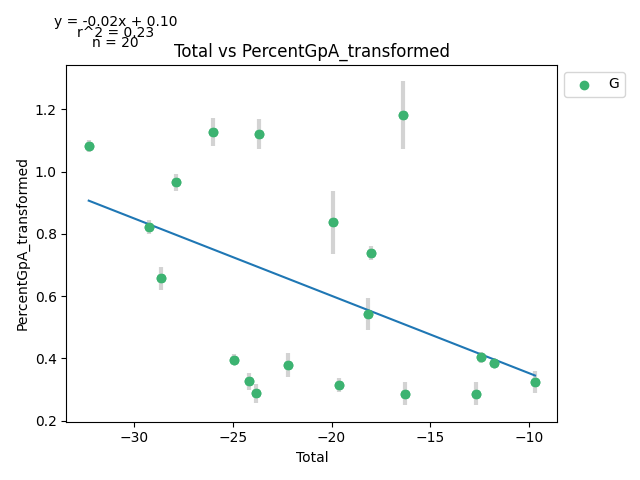 y = -0.02x + 0.10
r^2 = 0.23
n = 20
Total vs PercentGpA_transformed
G
PercentGpA_transformed
1.2
1.0
0.8
0.6
0.4
0.2
−30 −25 −20 −15 −10
Total